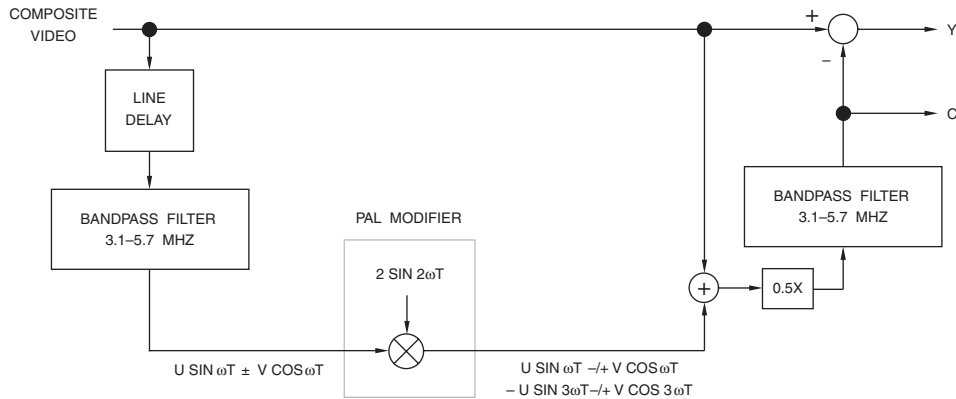 COMPOSITE
VIDEO
+
Y
–
LINE
DELAY
C
BANDPASS FILTER
3.1–5.7 MHZ
BANDPASS FILTER
3.1–5.7 MHZ
PAL MODIFIER
2 SIN 2ωT
+
0.5X
U SIN ωT ± V COS ωT
U SIN ωT –/+ V COS ωT
– U SIN 3ωT –/+ V COS 3ωT